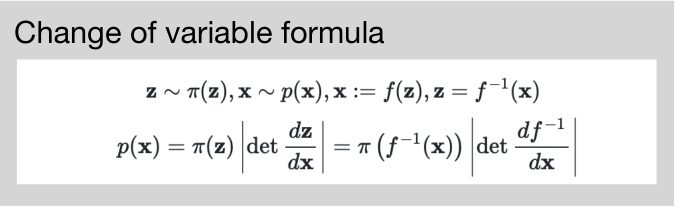 Change of variable formula
z ∼ π(z), x ∼ p(x), x := f(z), z = f⁻¹(x)
p(x) = π(z) |det dz/dx| = π (f⁻¹(x)) |det df⁻¹/dx|